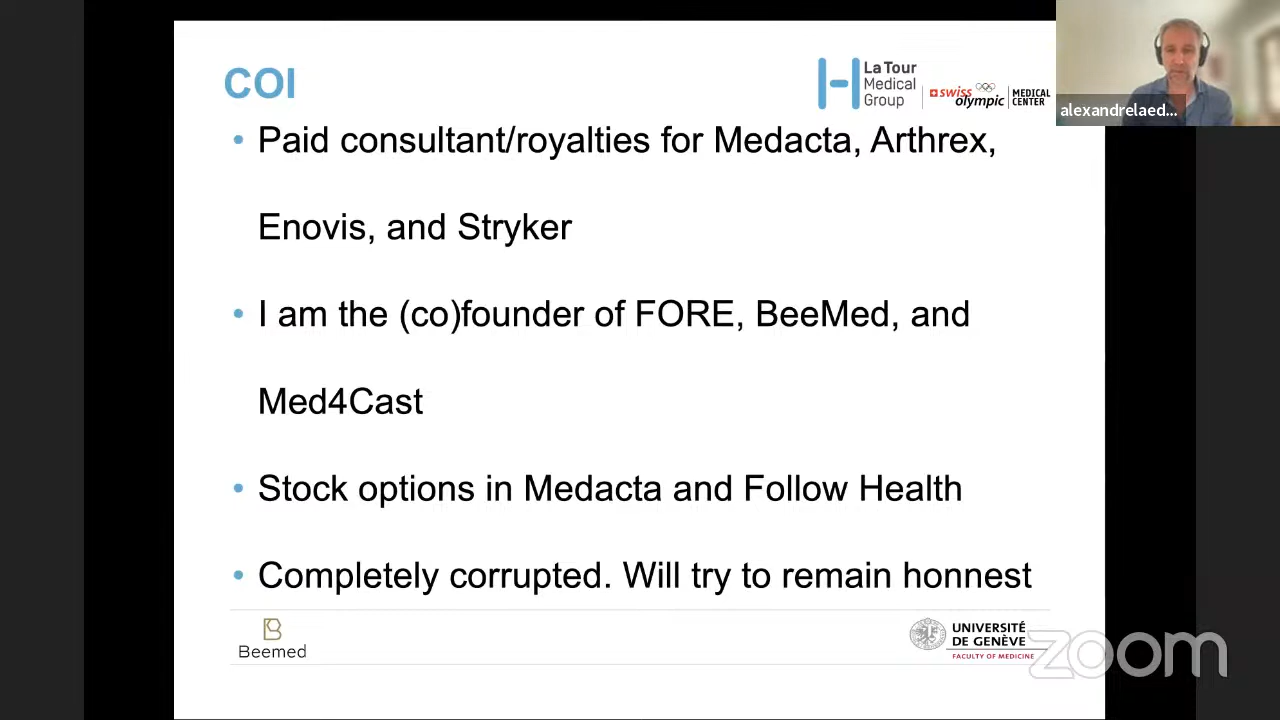 COI
La Tour
Medical
Group
swiss
olympic
MEDICAL
CENTER
alexandrelaed...
• Paid consultant/royalties for Medacta, Arthrex,
Enovis, and Stryker
• I am the (co)founder of FORE, BeeMed, and
Med4Cast
• Stock options in Medacta and Follow Health
• Completely corrupted. Will try to remain honnest
Beemed
UNIVERSITÉ
DE GENÈVE
FACULTY OF MEDICINE
zoom